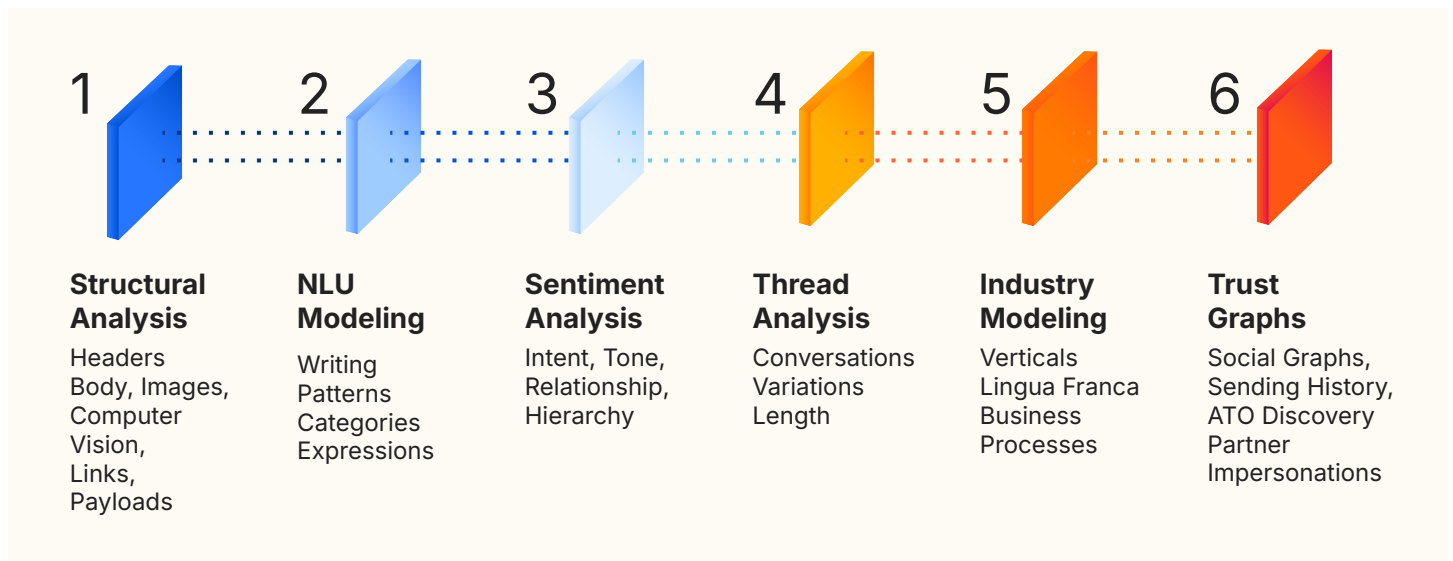 1
Structural
Analysis
Headers
Body, Images,
Computer
Vision,
Links,
Payloads
2
NLU
Modeling
Writing
Patterns
Categories
Expressions
3
Sentiment
Analysis
Intent, Tone,
Relationship,
Hierarchy
4
Thread
Analysis
Conversations
Variations
Length
5
Industry
Modeling
Verticals
Lingua Franca
Business
Processes
6
Trust
Graphs
Social Graphs,
Sending History,
ATO Discovery
Partner
Impersonations